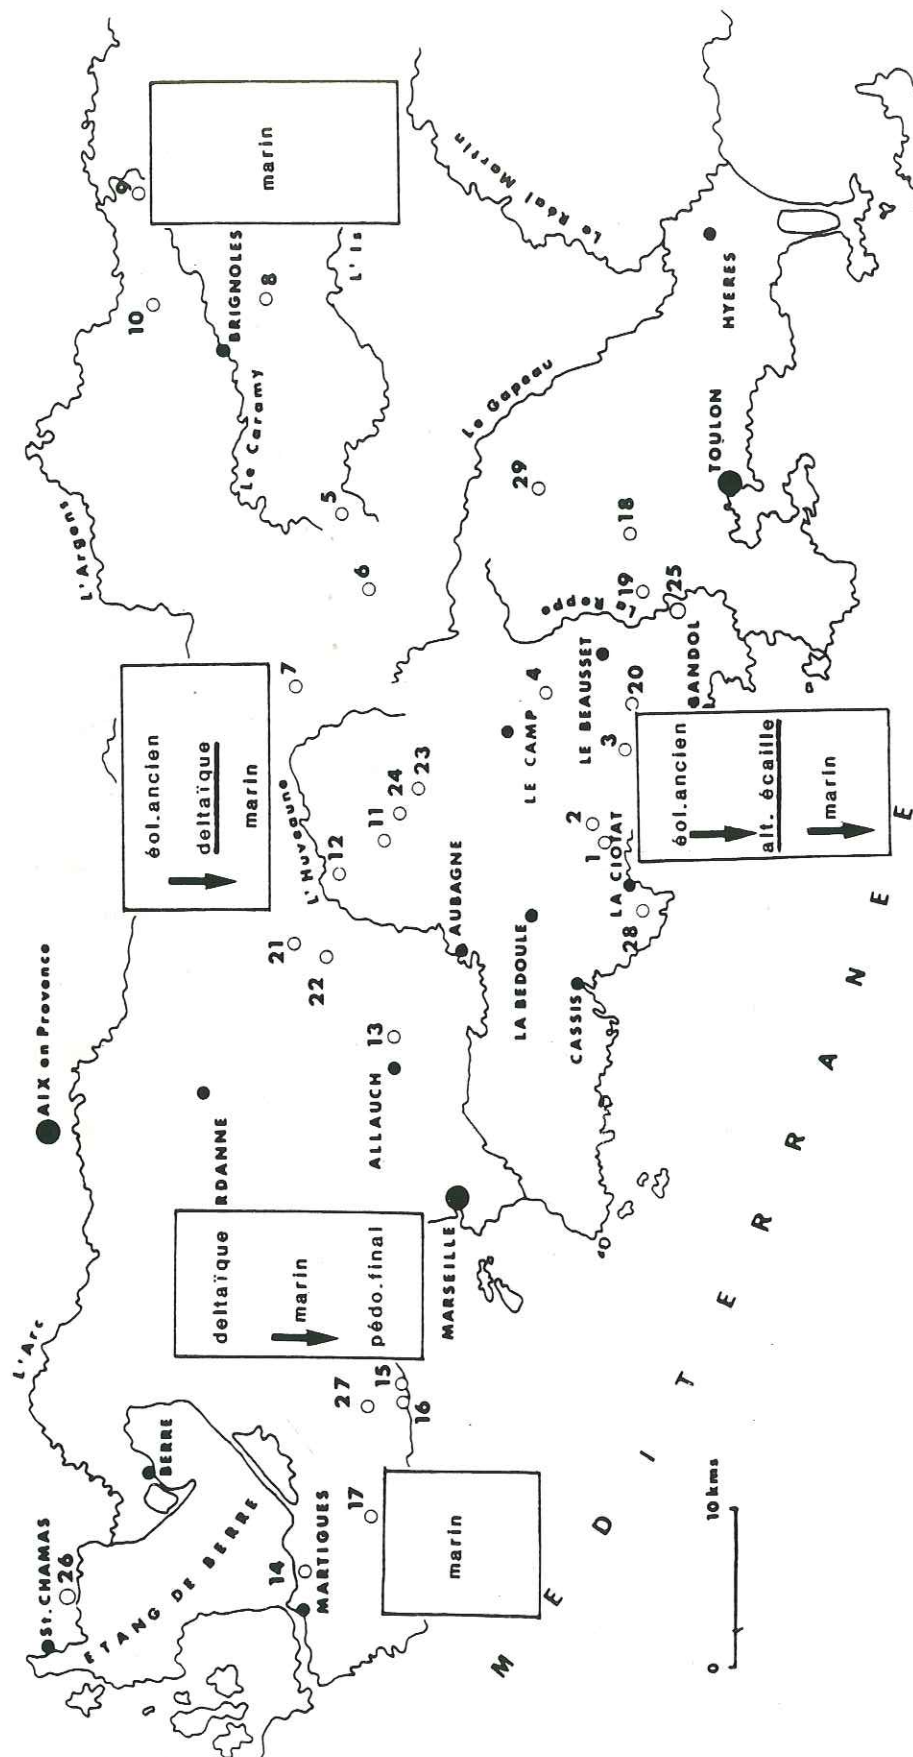 St.CHAMAS
26
ETANG DE BERRE
BERRE
L'Arc
AIX en Provence
RDANNE
14
MARTIGUES
17
27
15
16
marin
deltaïque
marin
pédo.final
MARSEILLE
ALLAUCH
13
21
22
12
L'Huveaune
11
24
23
éol.ancien
deltaïque
marin
7
L'Argens
10
9
marin
BRIGNOLES
Le Caramy
8
L' Is
5
6
AUBAGNE
LA BEDOULE
CASSIS
LA CIOTAT
28
1
2
3
LE CAMP
4
LE BEAUSSET
20
BANDOL
La Reppe
19
25
18
29
Le Gapeau
Le Réal Martin
TOULON
HYERES
éol.ancien
alt. écaille
marin
M E D I T E R R A N E E
0 10kms